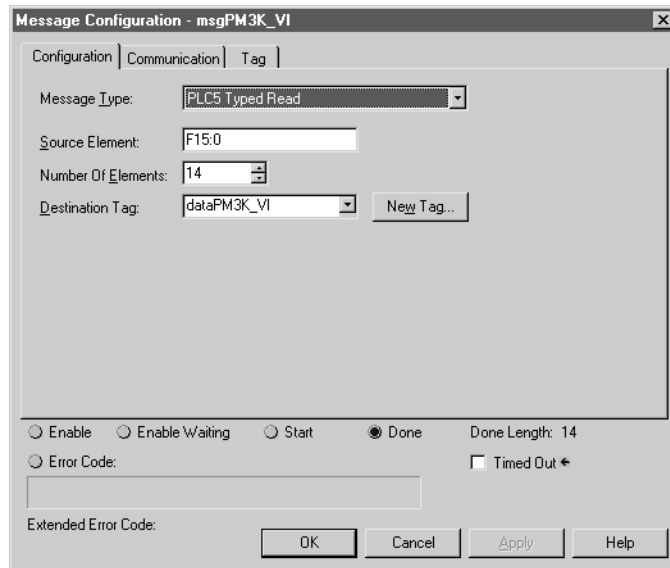 Message Configuration - msgPM3K_VI
Configuration Communication Tag
Message Type: PLC5 Typed Read
Source Element: F15:0
Number Of Elements: 14
Destination Tag: dataPM3K_VI New Tag...
Enable Enable Waiting Start Done Done Length: 14
Error Code: Timed Out ←
Extended Error Code:
OK Cancel Apply Help